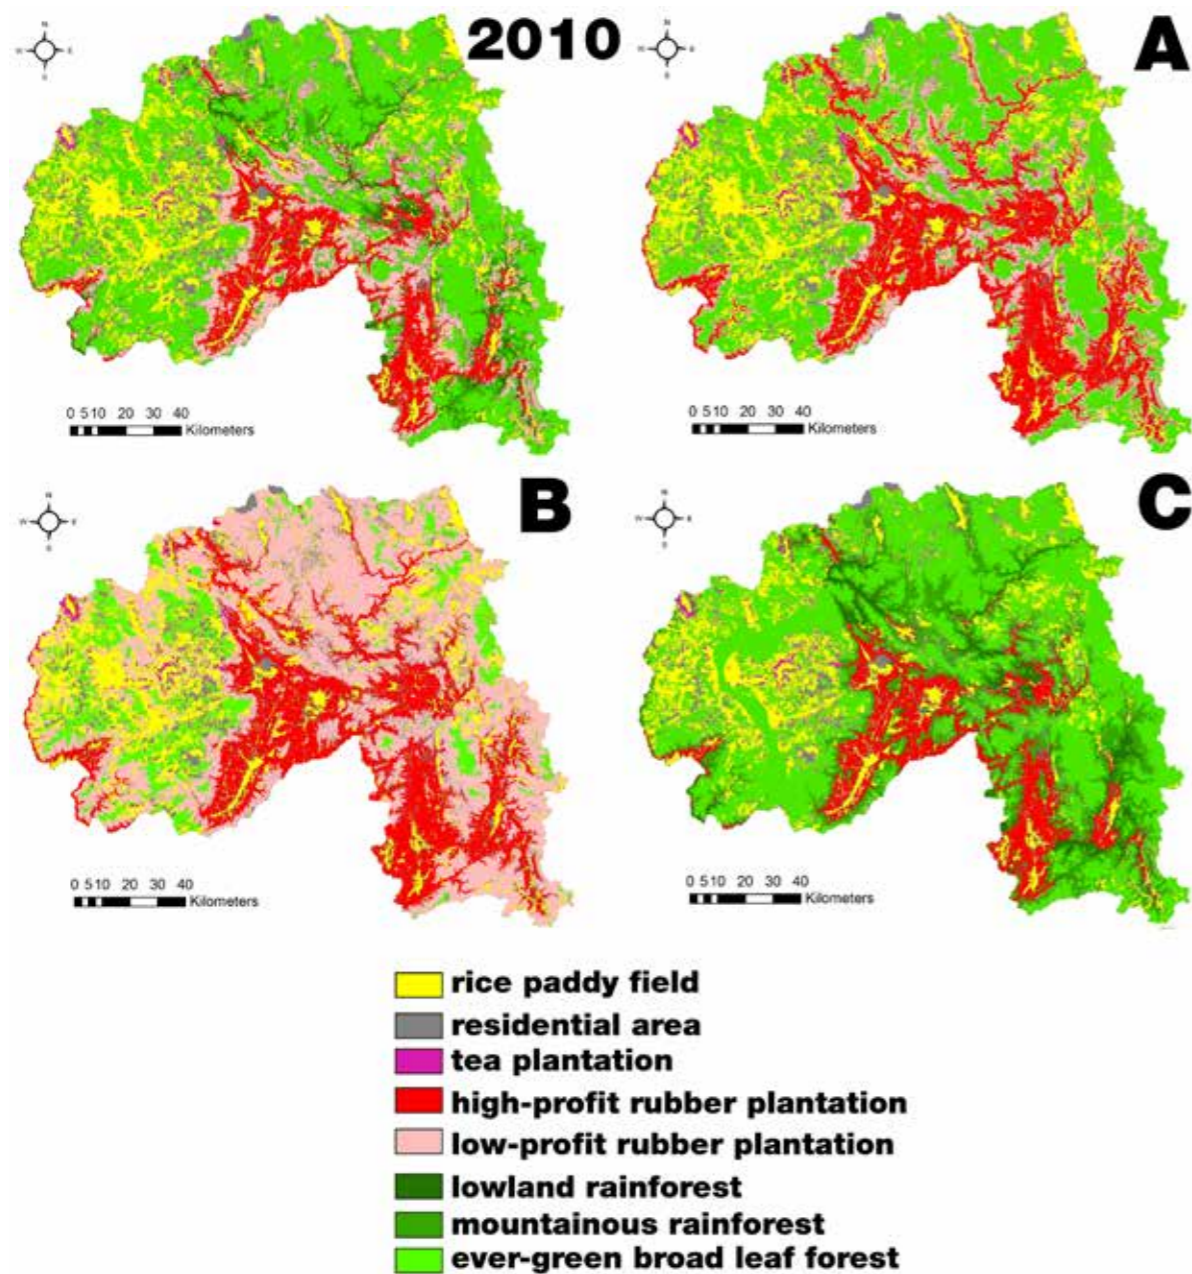 N
W E
S
2010
0 5 10 20 30 40
Kilometers
N
W E
S
A
0 5 10 20 30 40
Kilometers
N
W E
S
B
0 5 10 20 30 40
Kilometers
N
W E
S
C
0 5 10 20 30 40
Kilometers
rice paddy field
residential area
tea plantation
high-profit rubber plantation
low-profit rubber plantation
lowland rainforest
mountainous rainforest
ever-green broad leaf forest